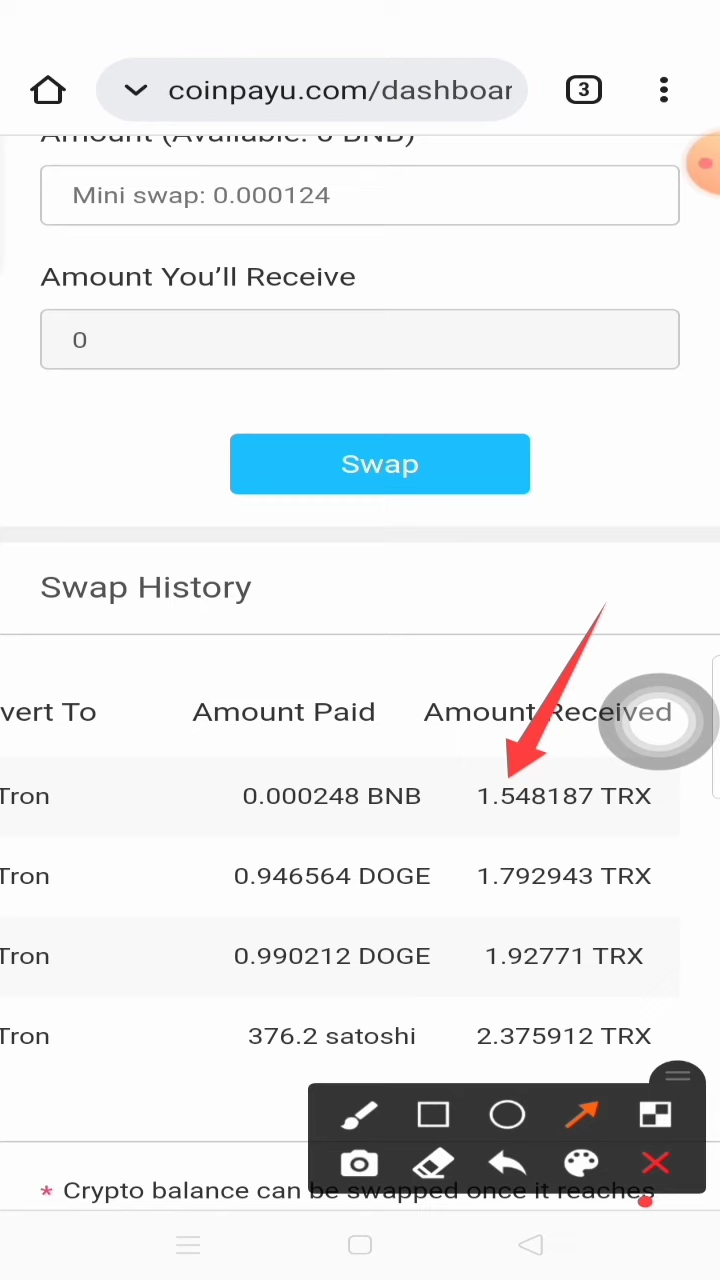 coinpayu.com/dashboar
3
Amount (Available: 0 BNB)
Mini swap: 0.000124
Amount You’ll Receive
0
Swap
Swap History
vert To Amount Paid Amount Received
Tron 0.000248 BNB 1.548187 TRX
Tron 0.946564 DOGE 1.792943 TRX
Tron 0.990212 DOGE 1.92771 TRX
Tron 376.2 satoshi 2.375912 TRX
* Crypto balance can be swapped once it reaches